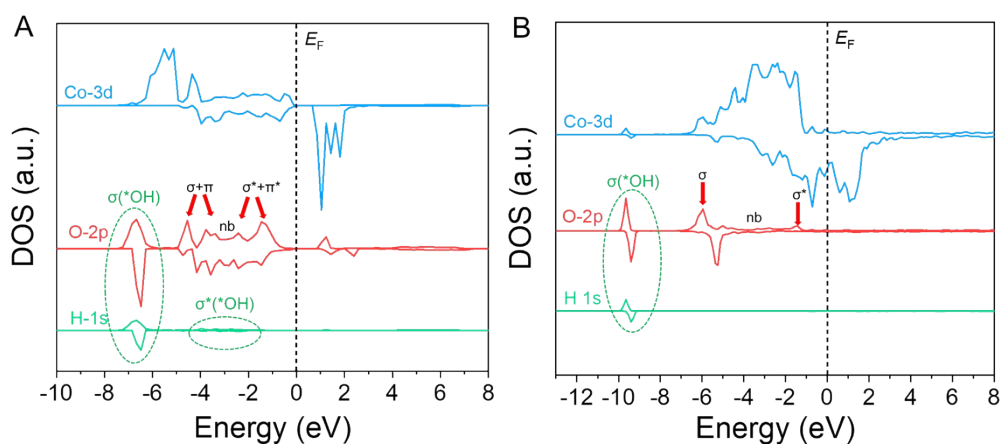 A
E_F
Co-3d
σ(*OH)
σ+π
σ*+π*
nb
O-2p
σ*(*OH)
H-1s
DOS (a.u.)
-10 -8 -6 -4 -2 0 2 4 6 8
Energy (eV)
B
E_F
Co-3d
σ(*OH)
σ
σ*
nb
O-2p
H 1s
DOS (a.u.)
-12 -10 -8 -6 -4 -2 0 2 4 6 8
Energy (eV)